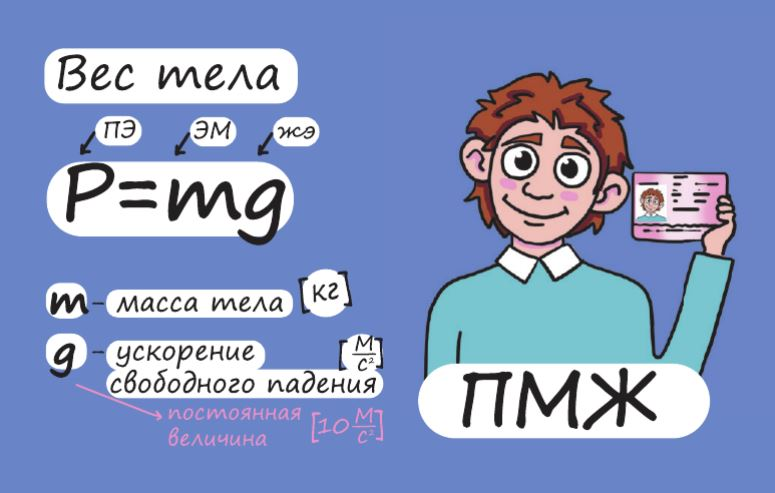 Вес тела
ПЭ ЭМ жэ
P=mg
m - масса тела [кг]
g - ускорение [м/с²]
свободного падения
постоянная
величина [10 м/с²]
ПМЖ